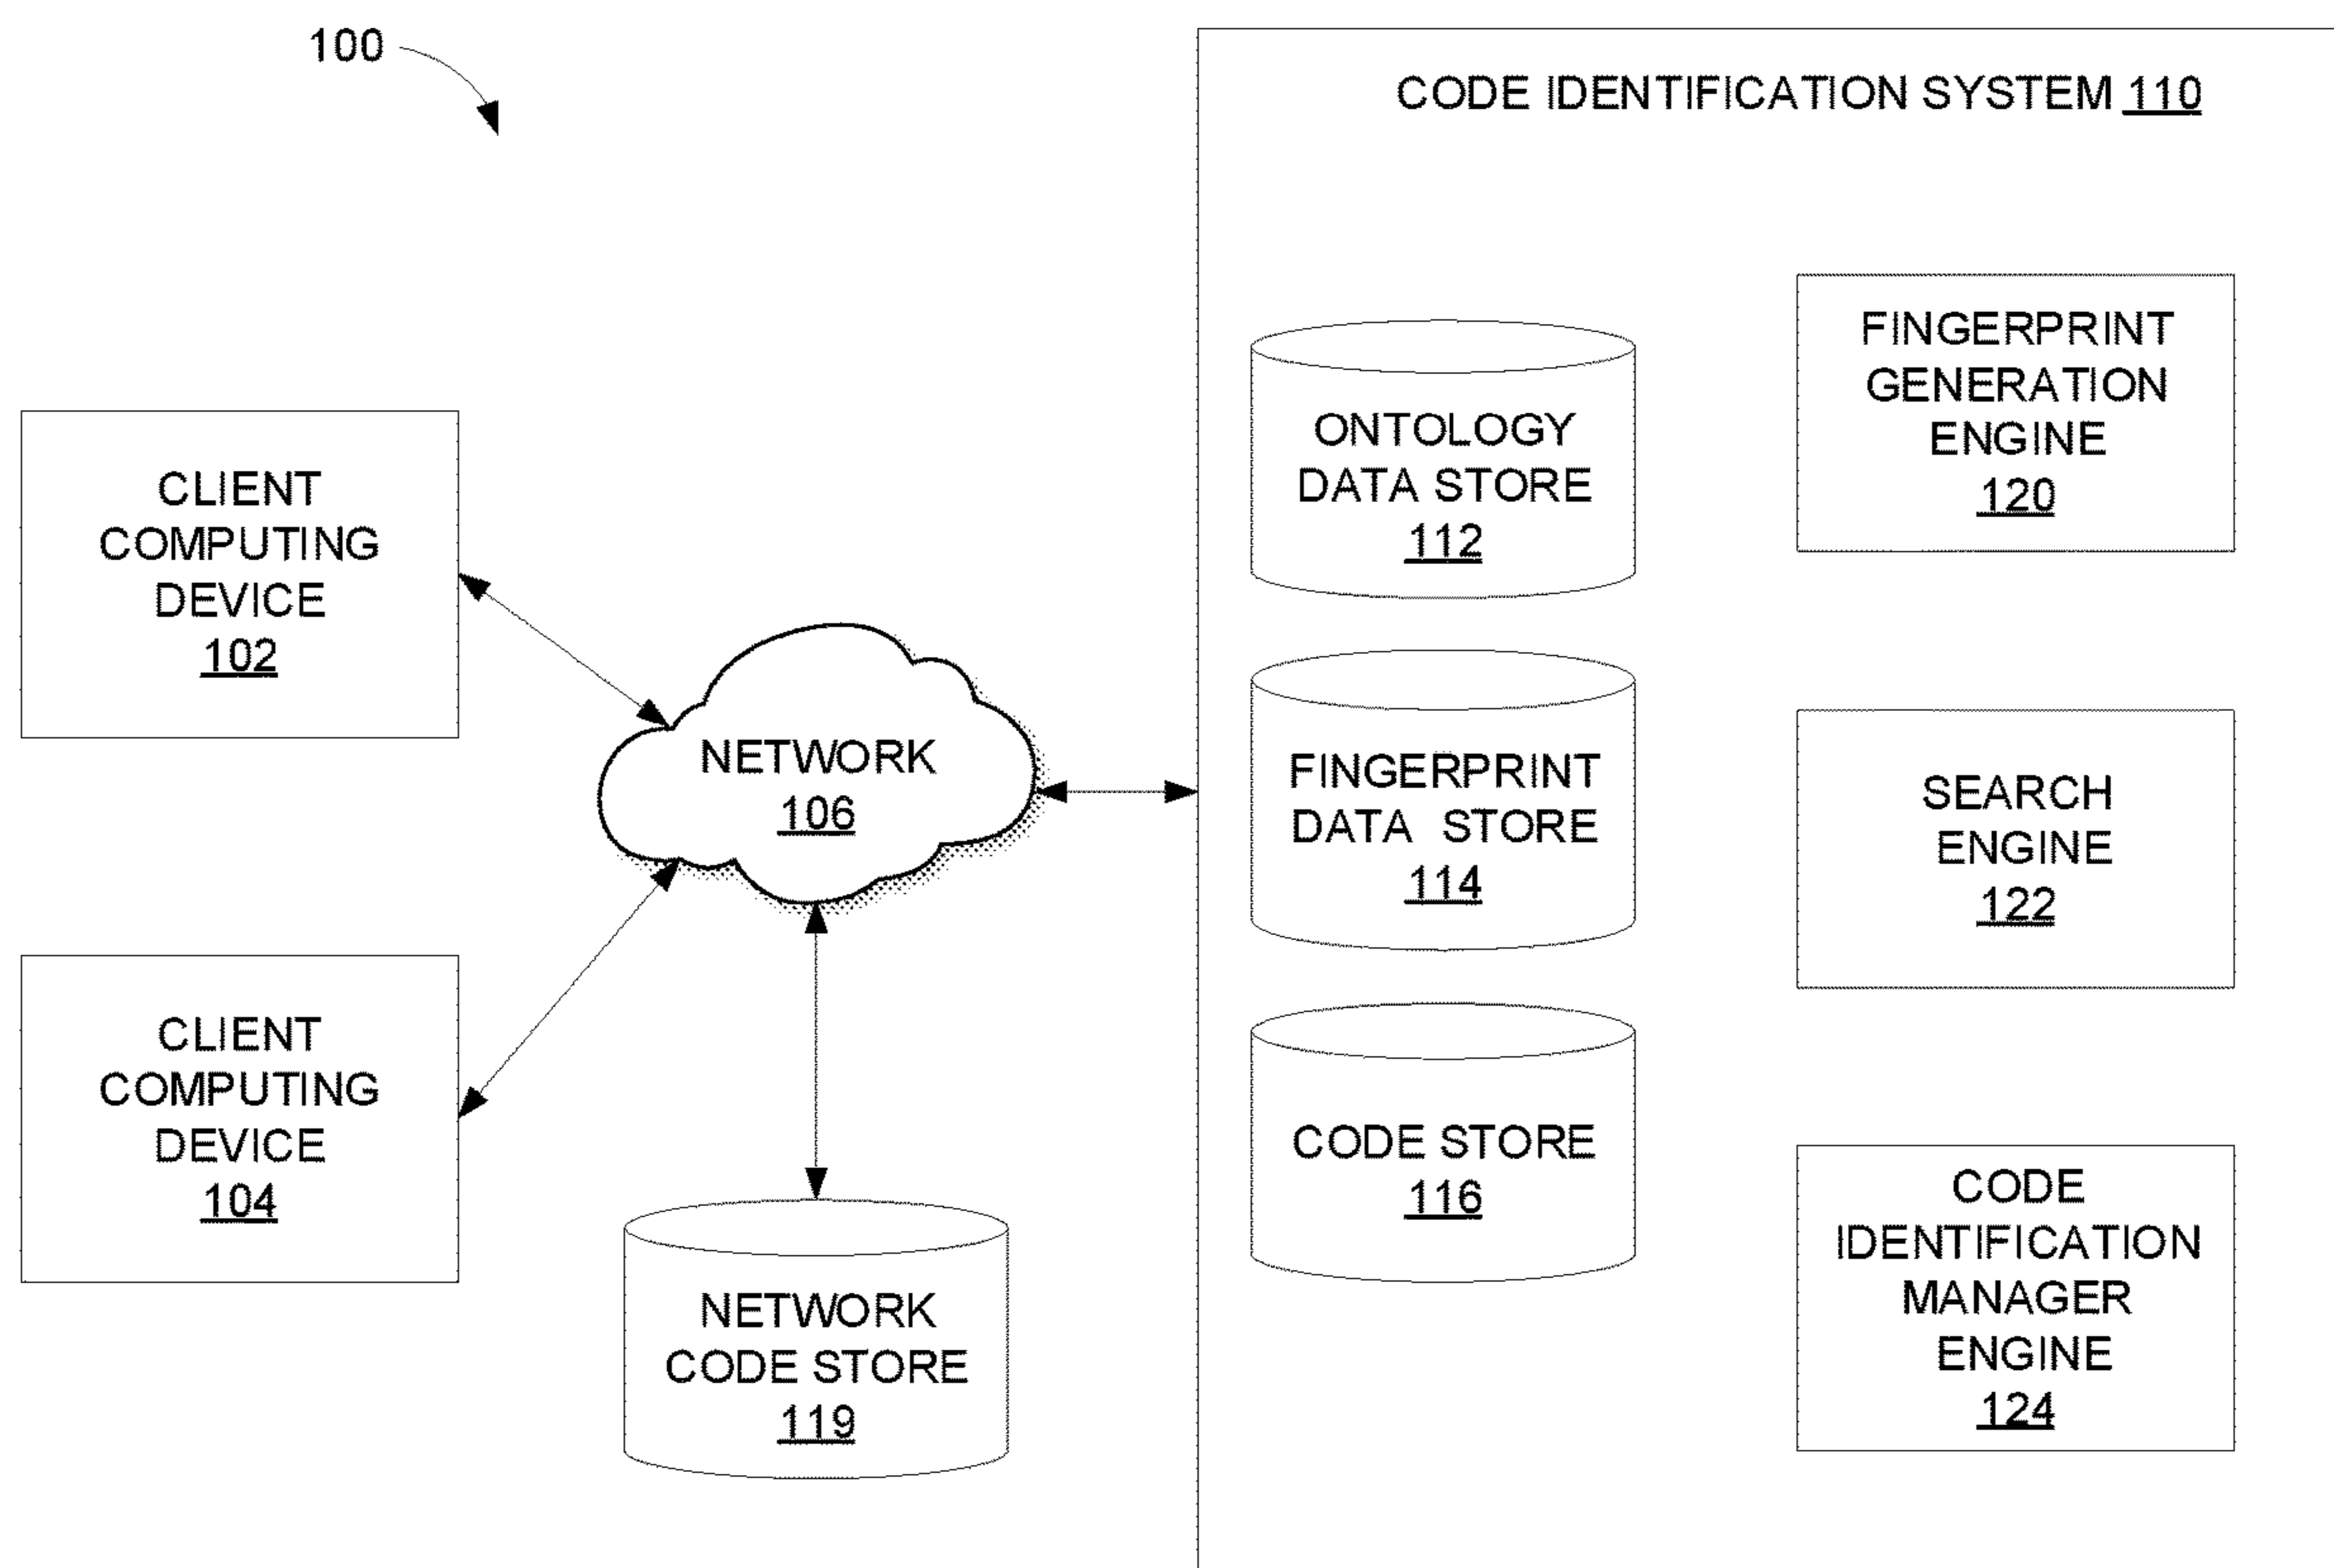 100
CODE IDENTIFICATION SYSTEM 110
CLIENT
COMPUTING
DEVICE
102
CLIENT
COMPUTING
DEVICE
104
NETWORK
106
NETWORK
CODE STORE
119
ONTOLOGY
DATA STORE
112
FINGERPRINT
DATA STORE
114
CODE STORE
116
FINGERPRINT
GENERATION
ENGINE
120
SEARCH
ENGINE
122
CODE
IDENTIFICATION
MANAGER
ENGINE
124